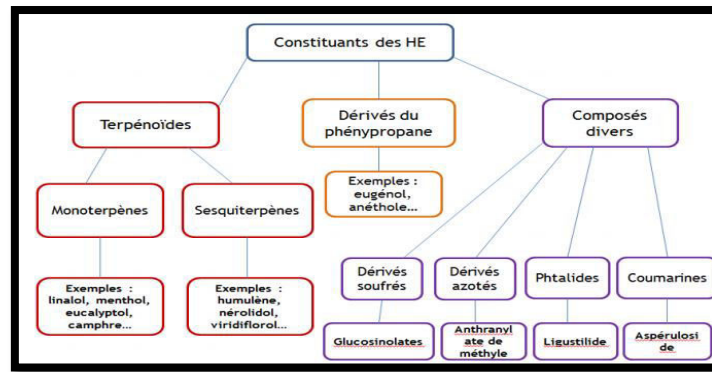 Constituants des HE
Terpénoïdes
Dérivés du
phénypropane
Composés
divers
Exemples :
eugénol,
anéthole...
Monoterpènes
Sesquiterpènes
Exemples :
linalol, menthol,
eucalyptol,
camphre...
Exemples :
humulène,
nérolidol,
viridiflorol...
Dérivés
soufrés
Dérivés
azotés
Phtalides
Coumarines
Glucosinolates
Anthranyl
ate de
méthyle
Ligustilide
Aspérulosi
de